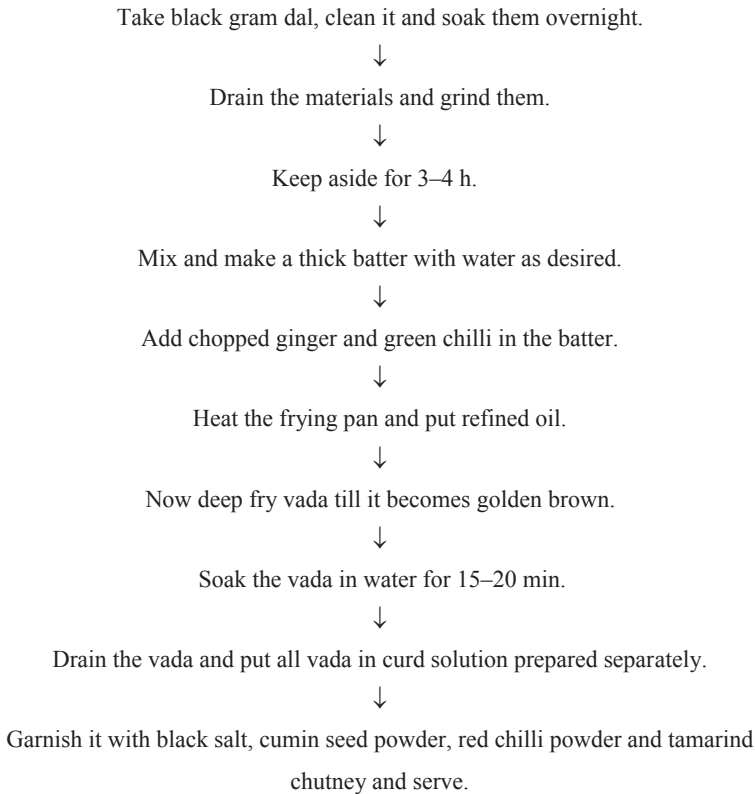 Take black gram dal, clean it and soak them overnight.
↓
Drain the materials and grind them.
↓
Keep aside for 3–4 h.
↓
Mix and make a thick batter with water as desired.
↓
Add chopped ginger and green chilli in the batter.
↓
Heat the frying pan and put refined oil.
↓
Now deep fry vada till it becomes golden brown.
↓
Soak the vada in water for 15–20 min.
↓
Drain the vada and put all vada in curd solution prepared separately.
↓
Garnish it with black salt, cumin seed powder, red chilli powder and tamarind
chutney and serve.